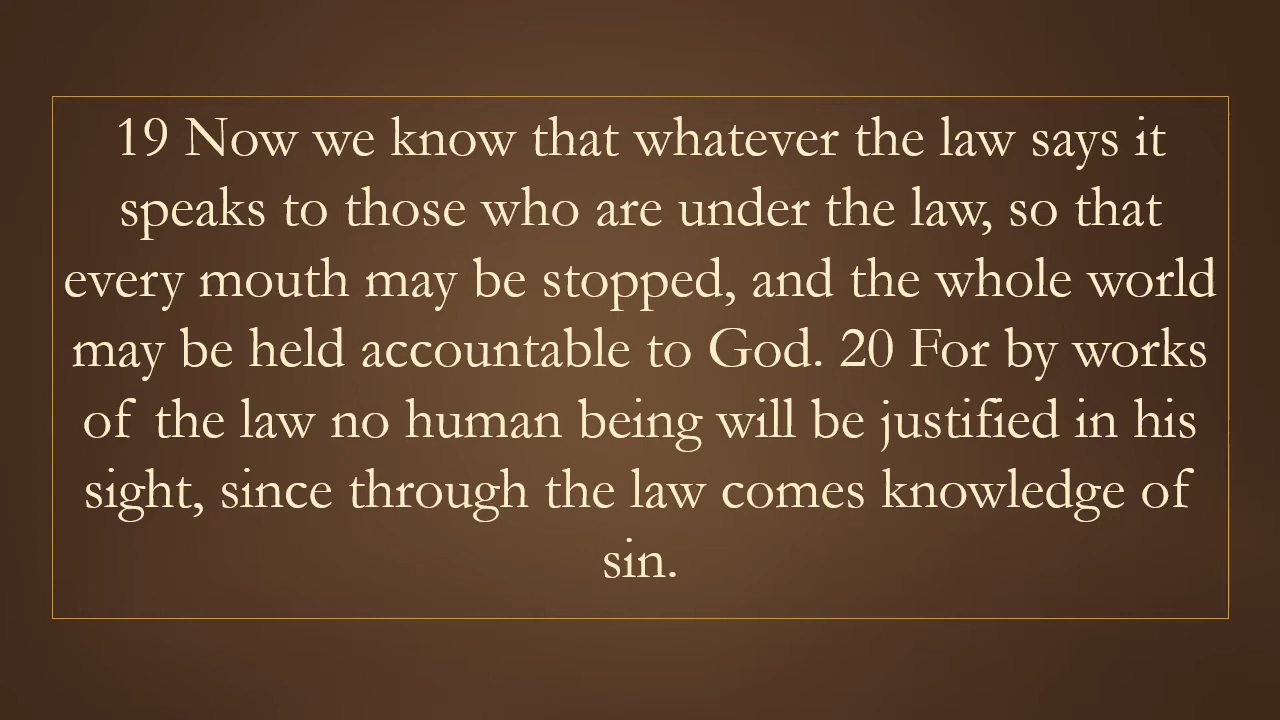 19 Now we know that whatever the law says it
speaks to those who are under the law, so that
every mouth may be stopped, and the whole world
may be held accountable to God. 20 For by works
of the law no human being will be justified in his
sight, since through the law comes knowledge of
sin.